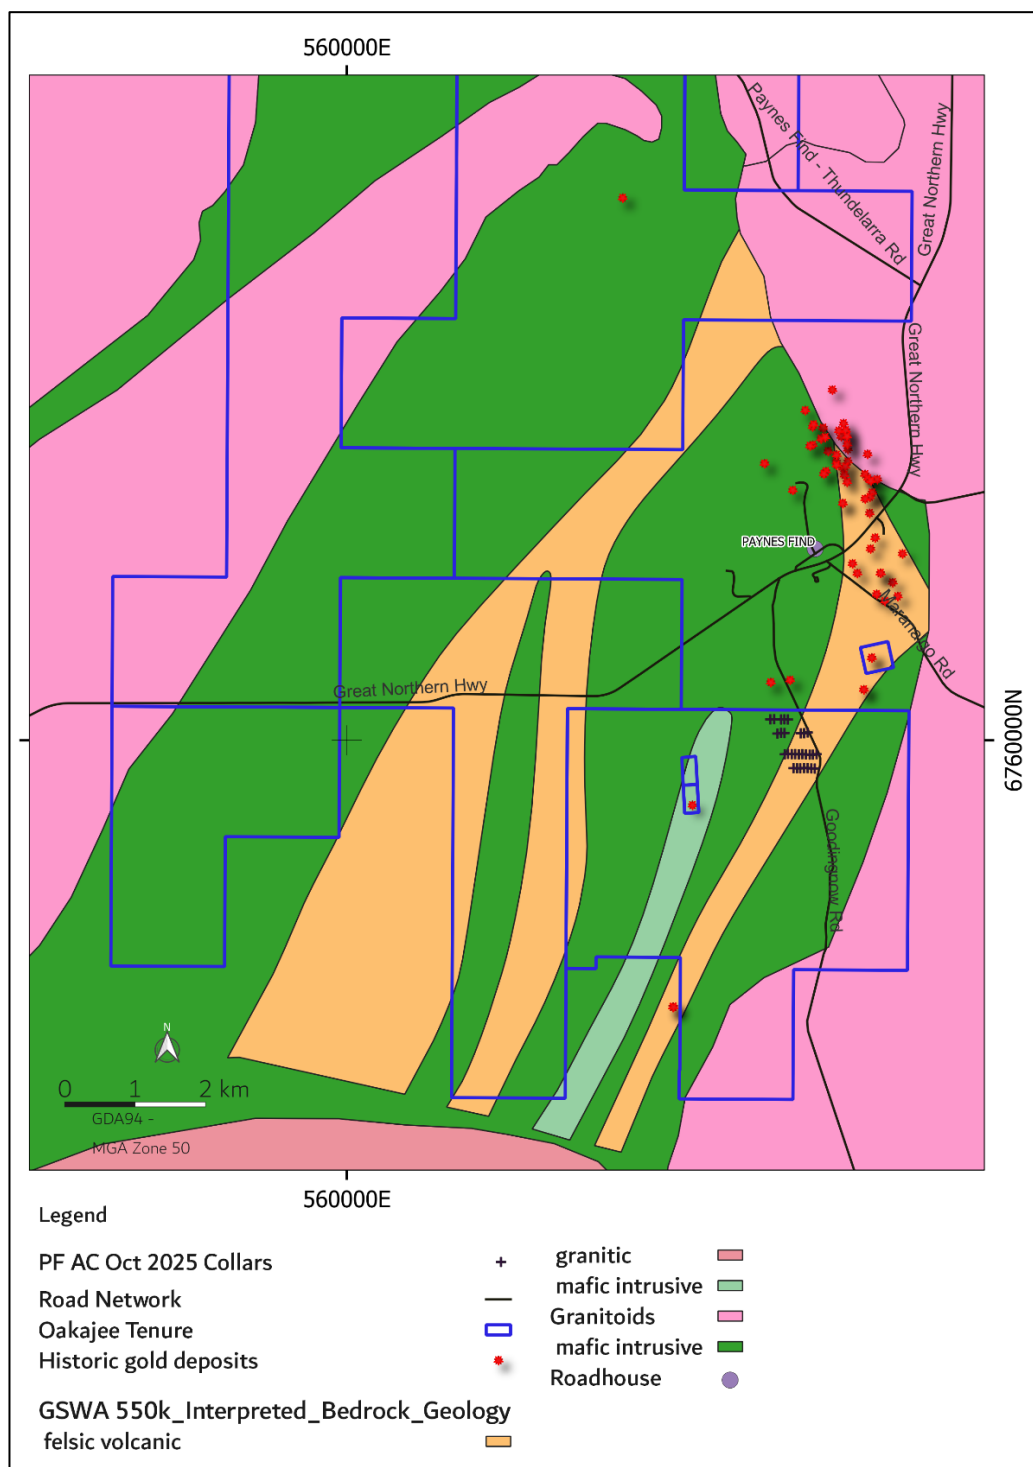 560000E
Paynes Find - Thundelarra Rd
Great Northern Hwy
Great Northern Hwy
PAYNES FIND
Maranalgo Rd
Great Northern Hwy
6760000N
Goodingnow Rd
N
0 1 2 km
GDA94 -
MGA Zone 50
560000E
Legend
PF AC Oct 2025 Collars
Road Network
Oakajee Tenure
Historic gold deposits
GSWA 550k_Interpreted_Bedrock_Geology
felsic volcanic
granitic
mafic intrusive
Granitoids
mafic intrusive
Roadhouse